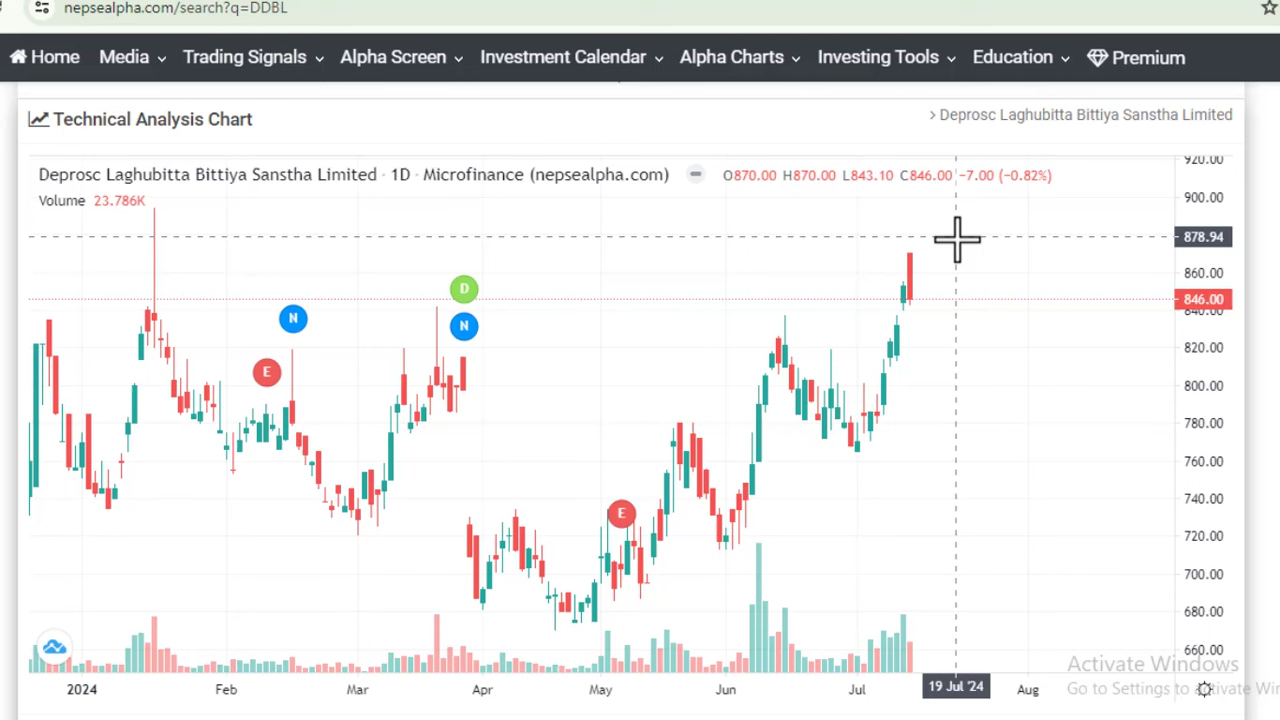 nepsealpha.com/search?q=DDBL
Home Media Trading Signals Alpha Screen Investment Calendar Alpha Charts Investing Tools Education Premium
Technical Analysis Chart
> Deprosc Laghubitta Bittiya Sanstha Limited
Deprosc Laghubitta Bittiya Sanstha Limited · 1D · Microfinance (nepsealpha.com) O870.00 H870.00 L843.10 C846.00 −7.00 (−0.82%)
Volume 23.786K
920.00
900.00
878.94
860.00
846.00
840.00
820.00
800.00
780.00
760.00
740.00
720.00
700.00
680.00
660.00
D
N
N
E
E
2024 Feb Mar Apr May Jun Jul 19 Jul '24 Aug
Activate Windows
Go to Settings to activate Win